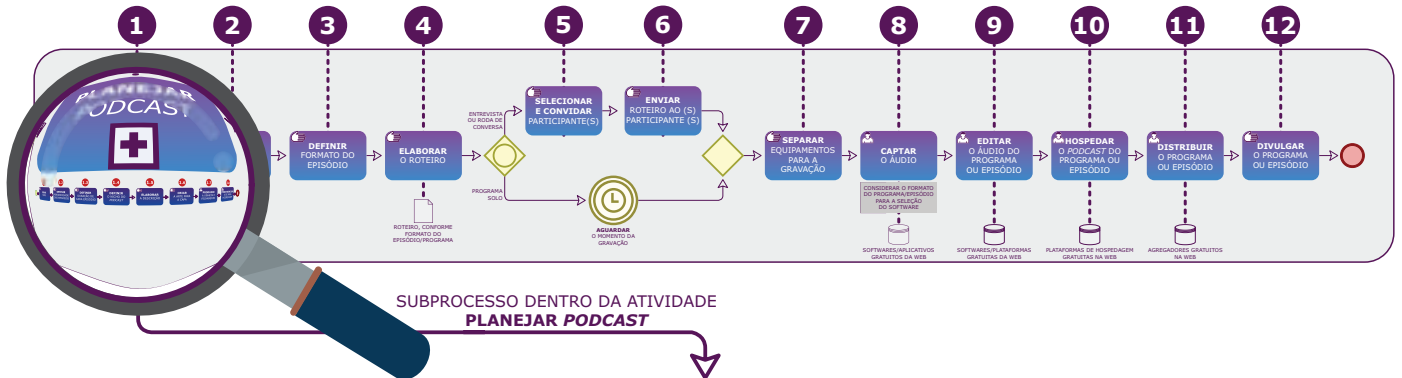 1
2
3
4
5
6
7
8
9
10
11
12
PLANEJAR
PODCAST
DEFINIR
FORMATO DO
EPISÓDIO
ELABORAR
O ROTEIRO
ROTEIRO, CONFORME
FORMATO DO
EPISÓDIO/PROGRAMA
ENTREVISTA
OU RODA DE
CONVERSA
PROGRAMA
SOLO
SELECIONAR
E CONVIDAR
PARTICIPANTE(S)
ENVIAR
ROTEIRO AO (S)
PARTICIPANTE (S)
AGUARDAR
O MOMENTO DA
GRAVAÇÃO
SEPARAR
EQUIPAMENTOS
PARA A
GRAVAÇÃO
CAPTAR
O ÁUDIO
CONSIDERAR O FORMATO
DO PROGRAMA/EPISÓDIO
PARA A SELEÇÃO
DO SOFTWARE
SOFTWARES/APLICATIVOS
GRATUITOS DA WEB
EDITAR
O ÁUDIO DO
PROGRAMA
OU EPISÓDIO
SOFTWARES/PLATAFORMAS
GRATUITAS DA WEB
HOSPEDAR
O PODCAST DO
PROGRAMA OU
EPISÓDIO
PLATAFORMAS DE HOSPEDAGEM
GRATUITAS NA WEB
DISTRIBUIR
O PROGRAMA
OU EPISÓDIO
AGREGADORES GRATUITOS
NA WEB
DIVULGAR
O PROGRAMA
OU EPISÓDIO
SUBPROCESSO DENTRO DA ATIVIDADE
PLANEJAR PODCAST